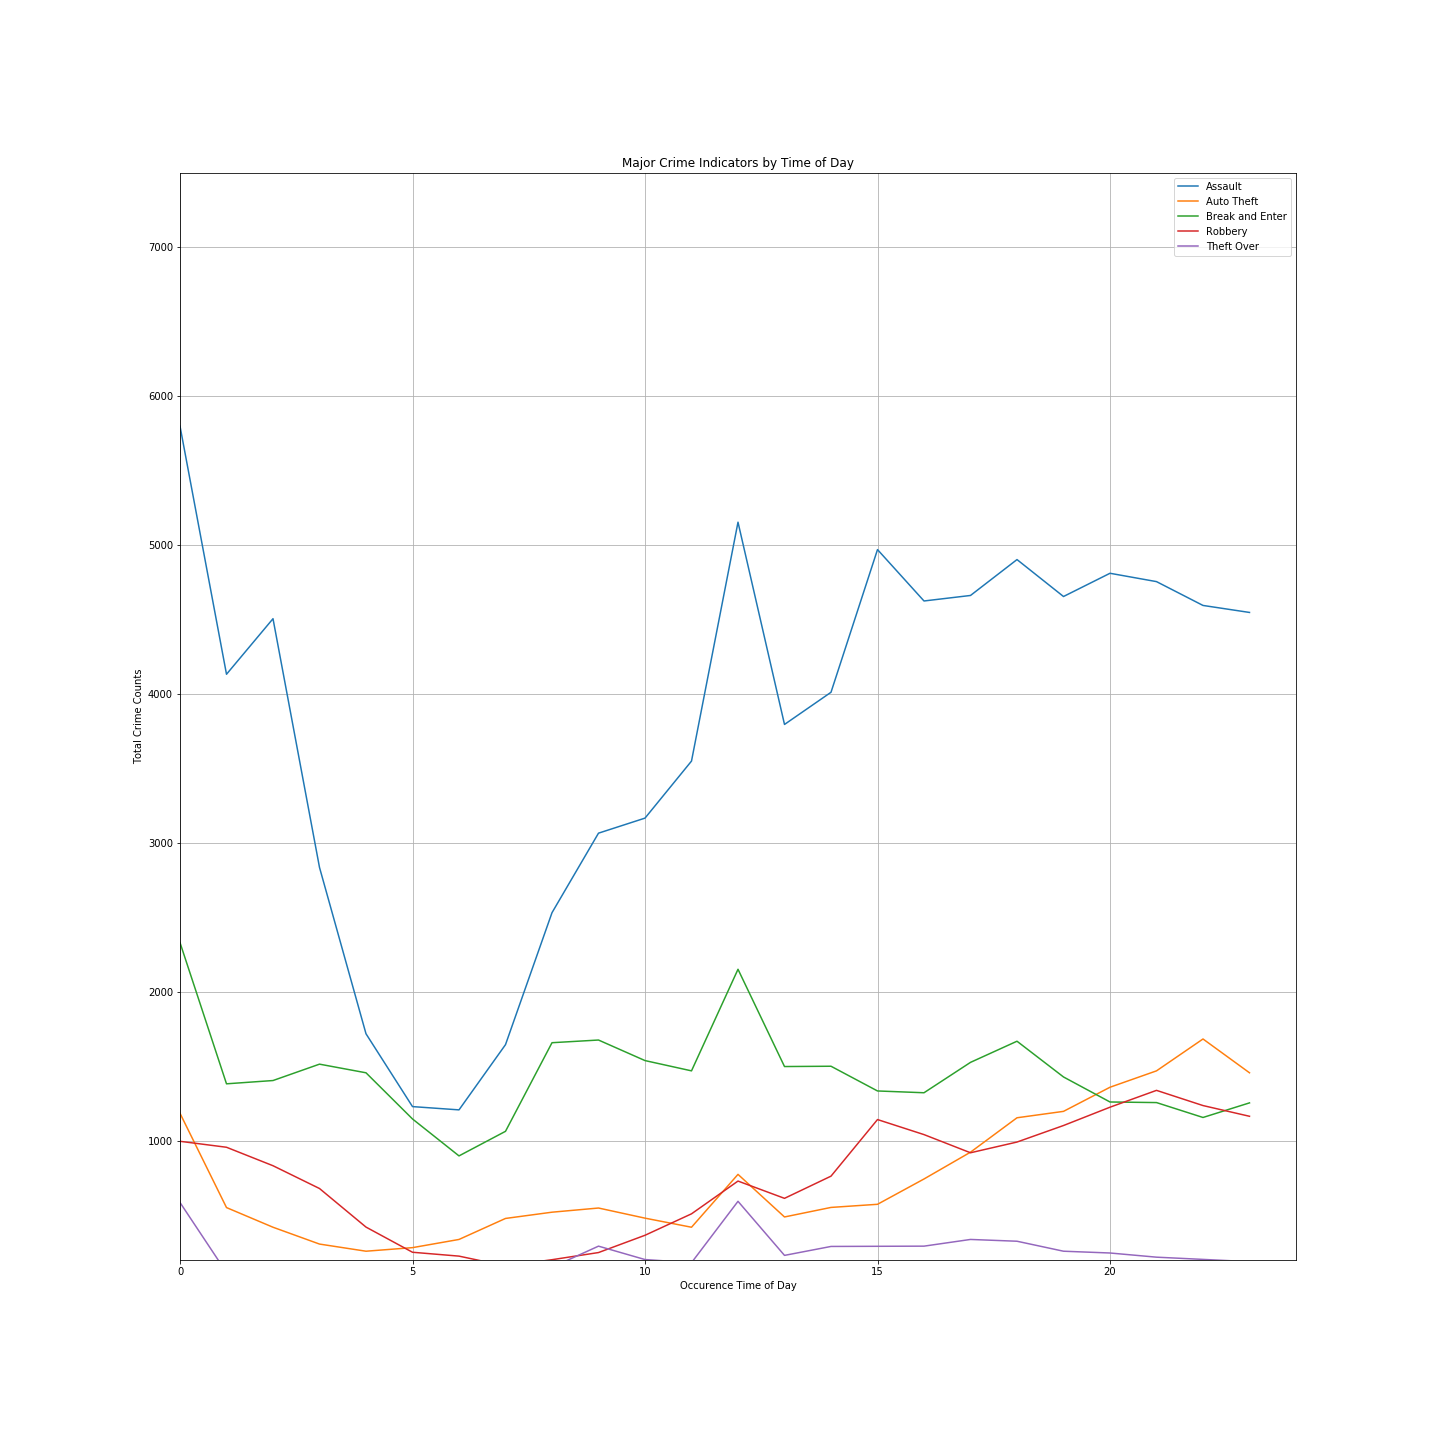 Major Crime Indicators by Time of Day
Assault
Auto Theft
Break and Enter
Robbery
Theft Over
7000
6000
5000
4000
3000
2000
1000
Total Crime Counts
0 5 10 15 20
Occurence Time of Day